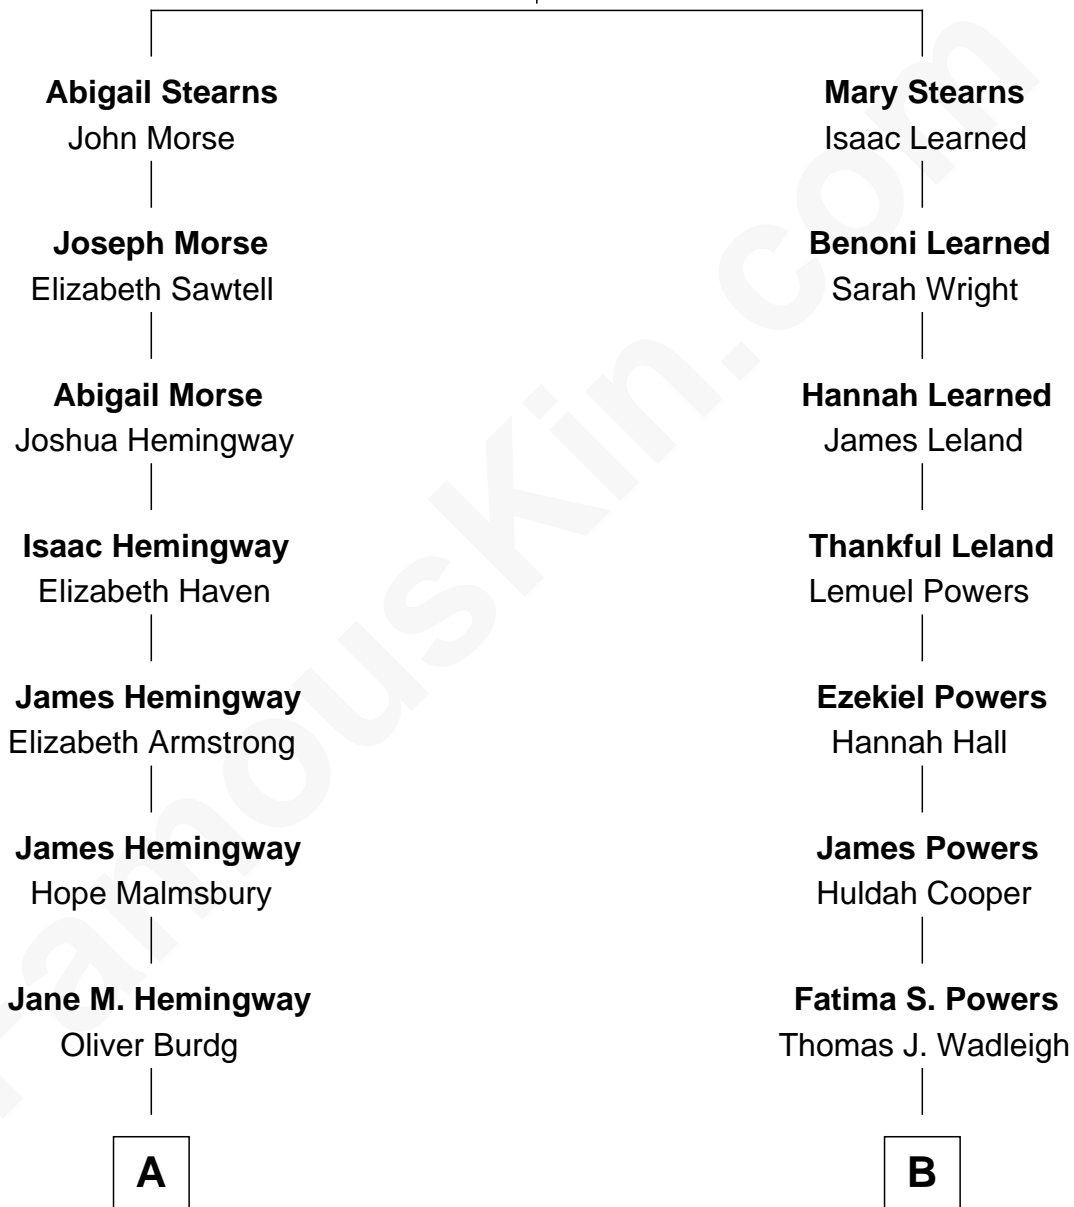 Abigail Stearns
John Morse
Joseph Morse
Elizabeth Sawtell
Abigail Morse
Joshua Hemingway
Isaac Hemingway
Elizabeth Haven
James Hemingway
Elizabeth Armstrong
James Hemingway
Hope Malmsbury
Jane M. Hemingway
Oliver Burdg
A
Mary Stearns
Isaac Learned
Benoni Learned
Sarah Wright
Hannah Learned
James Leland
Thankful Leland
Lemuel Powers
Ezekiel Powers
Hannah Hall
James Powers
Huldah Cooper
Fatima S. Powers
Thomas J. Wadleigh
B
FamousKin.com